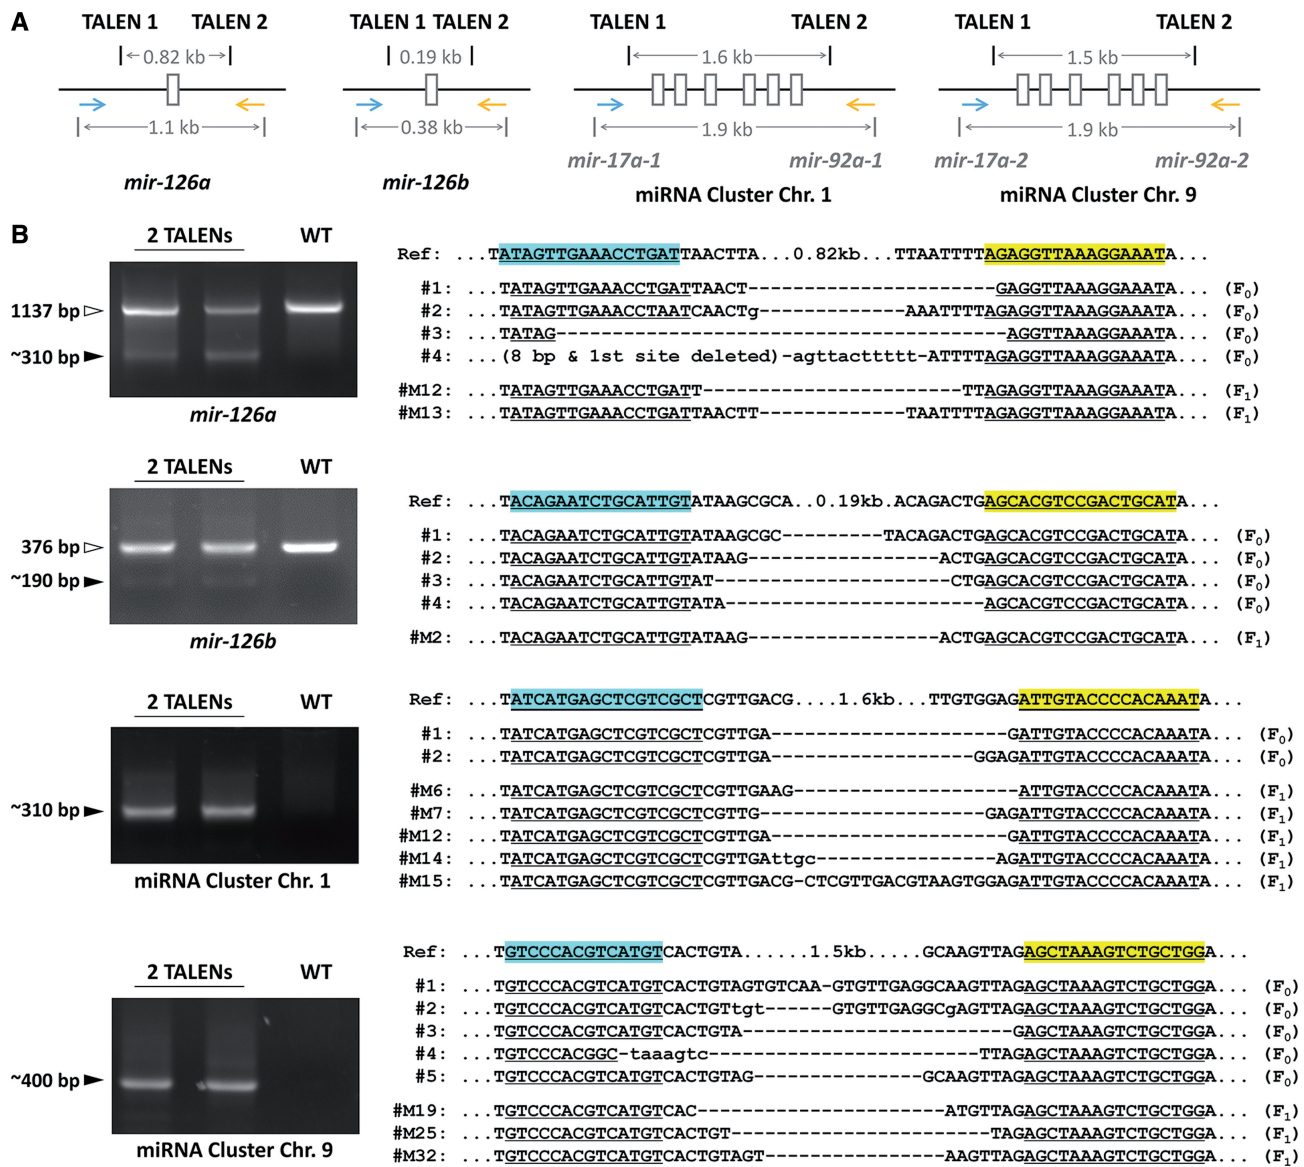 A
TALEN 1 TALEN 2 TALEN 1 TALEN 2 TALEN 1 TALEN 2 TALEN 1 TALEN 2
0.82 kb 0.19 kb 1.6 kb 1.5 kb
1.1 kb 0.38 kb 1.9 kb 1.9 kb
mir-17a-1 mir-92a-1 mir-17a-2 mir-92a-2
mir-126a mir-126b miRNA Cluster Chr. 1 miRNA Cluster Chr. 9
B
2 TALENs WT
1137 bp
~310 bp
mir-126a
Ref: ...TATAGTTGAAACCTGATTAACTTA...0.82kb...TTAATTTTAGAGGTTAAAGGAAATA...
#1: ...TATAGTTGAAACCTGATTAACT----------------------GAGGTTAAAGGAAATA... (F0)
#2: ...TATAGTTGAAACCTAATCAACTg-------------AAATTTTAGAGGTTAAAGGAAATA... (F0)
#3: ...TATAG----------------------------------------AGGTTAAAGGAAATA... (F0)
#4: ...(8 bp & 1st site deleted)-agttacttttt-ATTTTAGAGGTTAAAGGAAATA... (F0)
#M12: ...TATAGTTGAAACCTGATT-----------------------TTAGAGGTTAAAGGAAATA... (F1)
#M13: ...TATAGTTGAAACCTGATTAACTT-------------TAATTTTAGAGGTTAAAGGAAATA... (F1)
2 TALENs WT
376 bp
~190 bp
mir-126b
Ref: ...TACAGAATCTGCATTGTATAAGCGCA..0.19kb.ACAGACTGAGCACGTCCGACTGCATA...
#1: ...TACAGAATCTGCATTGTATAAGCGC---------TACAGACTGAGCACGTCCGACTGCATA... (F0)
#2: ...TACAGAATCTGCATTGTATAAG-----------------ACTGAGCACGTCCGACTGCATA... (F0)
#3: ...TACAGAATCTGCATTGTAT---------------------CTGAGCACGTCCGACTGCATA... (F0)
#4: ...TACAGAATCTGCATTGTATA-----------------------AGCACGTCCGACTGCATA... (F0)
#M2: ...TACAGAATCTGCATTGTATAAG-----------------ACTGAGCACGTCCGACTGCATA... (F1)
2 TALENs WT
~310 bp
miRNA Cluster Chr. 1
Ref: ...TATCATGAGCTCGTCGCTCGTTGACG....1.6kb...TTGTGGAGATTGTACCCCACAAATA...
#1: ...TATCATGAGCTCGTCGCTCGTTGA---------------------GATTGTACCCCACAAATA... (F0)
#2: ...TATCATGAGCTCGTCGCTCGTTGA------------------GGAGATTGTACCCCACAAATA... (F0)
#M6: ...TATCATGAGCTCGTCGCTCGTTGAAG--------------------ATTGTACCCCACAAATA... (F1)
#M7: ...TATCATGAGCTCGTCGCTCGTTG--------------------GAGATTGTACCCCACAAATA... (F1)
#M12: ...TATCATGAGCTCGTCGCTCGTTGA---------------------GATTGTACCCCACAAATA... (F1)
#M14: ...TATCATGAGCTCGTCGCTCGTTGAttgc----------------AGATTGTACCCCACAAATA... (F1)
#M15: ...TATCATGAGCTCGTCGCTCGTTGACG-CTCGTTGACGTAAGTGGAGATTGTACCCCACAAATA... (F1)
2 TALENs WT
~400 bp
miRNA Cluster Chr. 9
Ref: ...TGTCCCACGTCATGTCACTGTA......1.5kb.....GCAAGTTAGAGCTAAAGTCTGCTGGA...
#1: ...TGTCCCACGTCATGTCACTGTAGTGTCAA-GTGTTGAGGCAAGTTAGAGCTAAAGTCTGCTGGA... (F0)
#2: ...TGTCCCACGTCATGTCACTGTtgt------GTGTTGAGGCgAGTTAGAGCTAAAGTCTGCTGGA... (F0)
#3: ...TGTCCCACGTCATGTCACTGTA------------------------GAGCTAAAGTCTGCTGGA... (F0)
#4: ...TGTCCCACGGC-taaagtc------------------------TTAGAGCTAAAGTCTGCTGGA... (F0)
#5: ...TGTCCCACGTCATGTCACTGTAG---------------GCAAGTTAGAGCTAAAGTCTGCTGGA... (F0)
#M19: ...TGTCCCACGTCATGTCAC----------------------ATGTTAGAGCTAAAGTCTGCTGGA... (F1)
#M25: ...TGTCCCACGTCATGTCACTGT-----------------------TAGAGCTAAAGTCTGCTGGA... (F1)
#M32: ...TGTCCCACGTCATGTCACTGTAGT----------------AAGTTAGAGCTAAAGTCTGCTGGA... (F1)